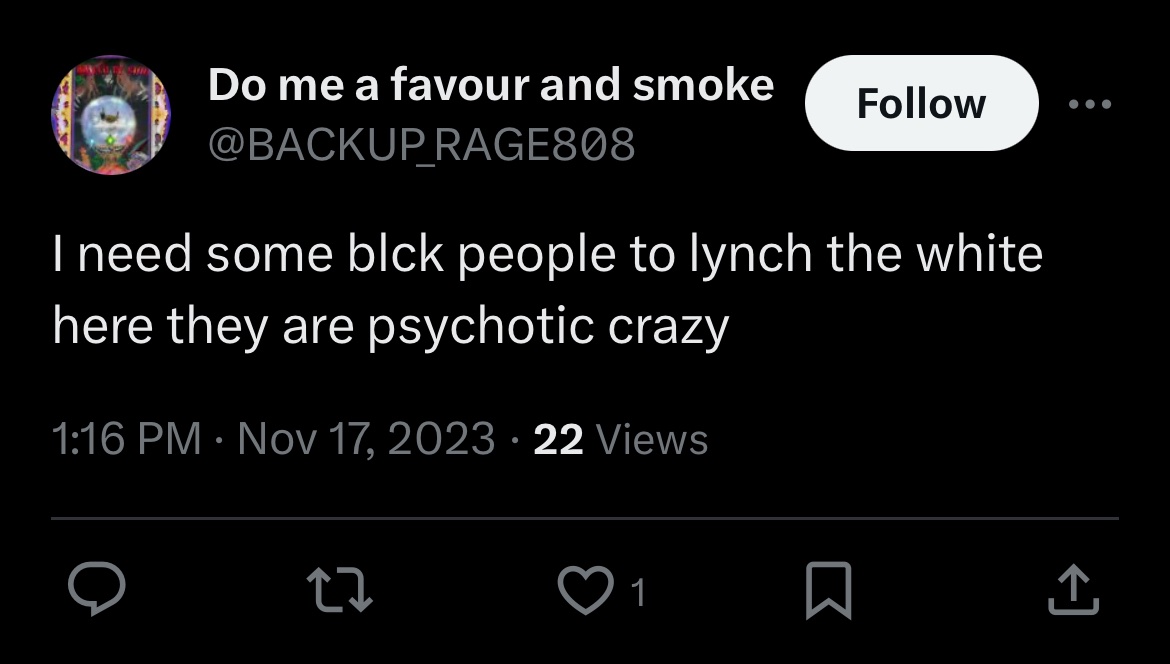 Do me a favour and smoke
Follow
@BACKUP_RAGE808
I need some blck people to lynch the white
here they are psychotic crazy
1:16 PM · Nov 17, 2023 · 22 Views
1